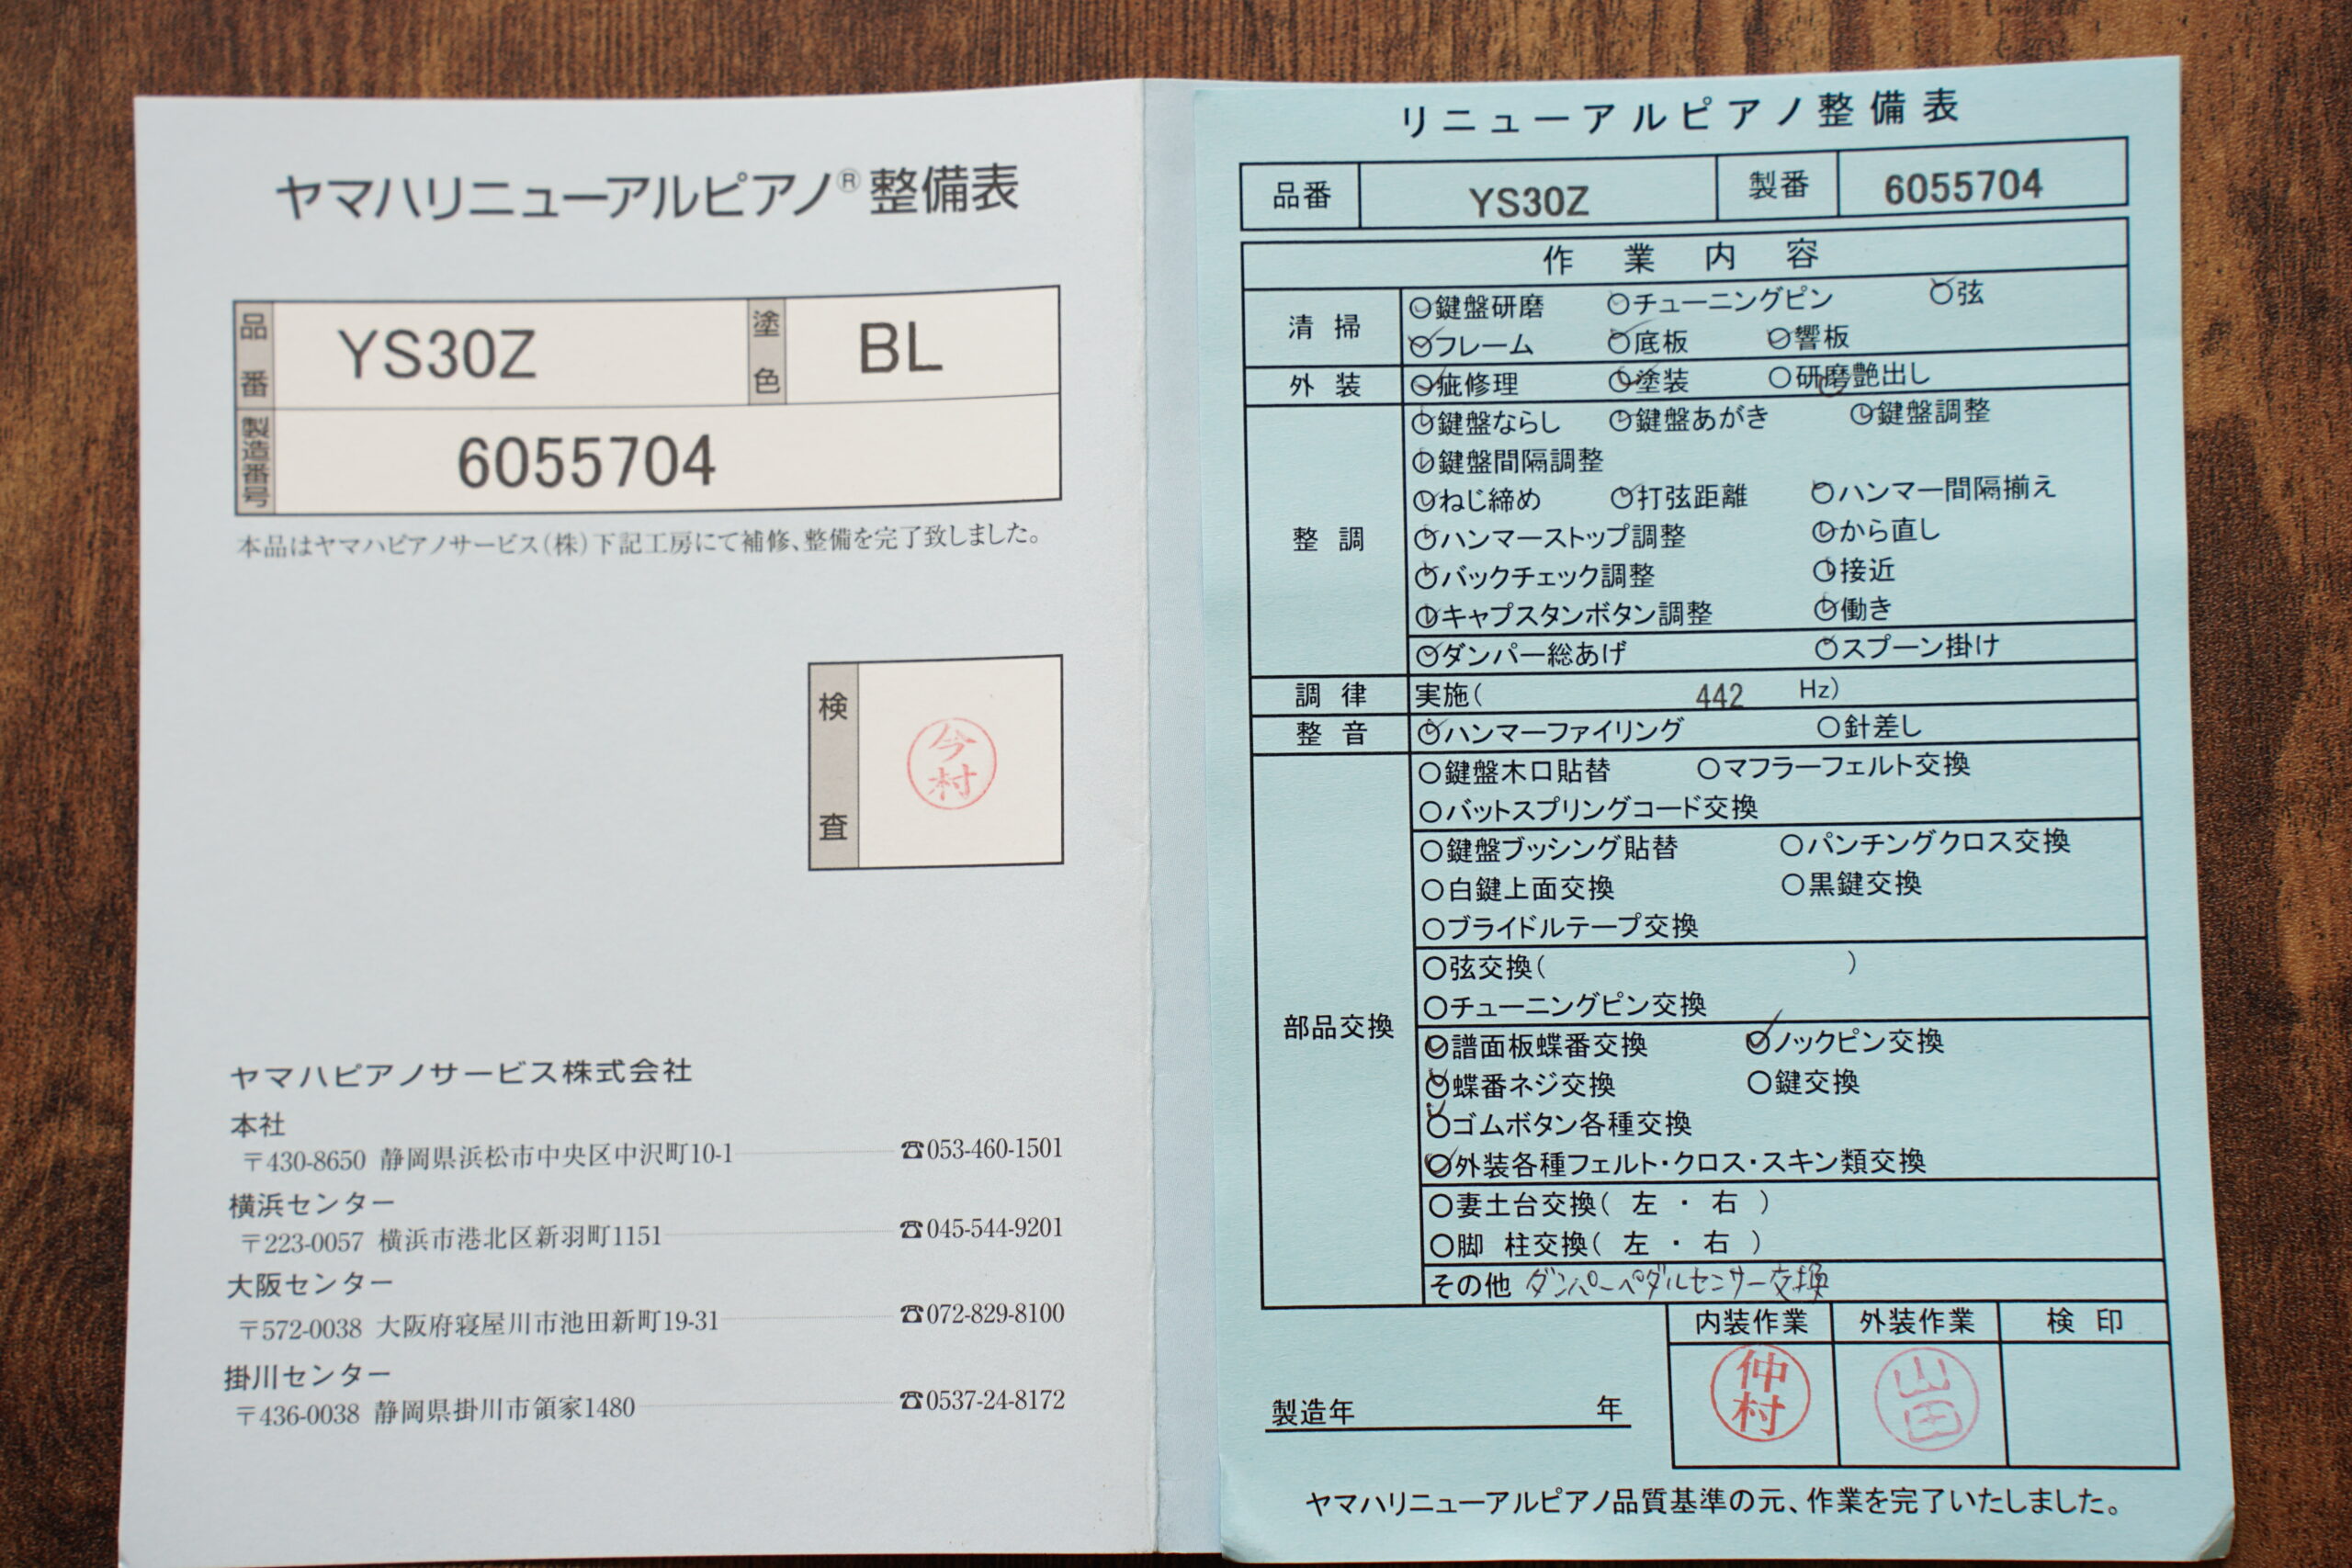 ヤマハリニューアルピアノ®整備表
品番 YS30Z 塗色 BL
製造番号 6055704
本品はヤマハピアノサービス(株)下記工房にて補修、整備を完了致しました。
検査 今村
ヤマハピアノサービス株式会社
本社
〒430-8650 静岡県浜松市中央区中沢町10-1 ☎053-460-1501
横浜センター
〒223-0057 横浜市港北区新羽町1151 ☎045-544-9201
大阪センター
〒572-0038 大阪府寝屋川市池田新町19-31 ☎072-829-8100
掛川センター
〒436-0038 静岡県掛川市領家1480 ☎0537-24-8172
リニューアルピアノ整備表
品番 YS30Z 製番 6055704
作業内容
清掃 ○鍵盤研磨 ○チューニングピン ○弦
○フレーム ○底板 ○響板
外装 ○疵修理 ○塗装 ○研磨艶出し
整調 ○鍵盤ならし ○鍵盤あがき ○鍵盤調整
○鍵盤間隔調整
○ねじ締め ○打弦距離 ○ハンマー間隔揃え
○ハンマーストップ調整 ○から直し
○バックチェック調整 ○接近
○キャプスタンボタン調整 ○働き
○ダンパー総あげ ○スプーン掛け
調律 実施( 442 Hz)
整音 ○ハンマーファイリング ○針差し
部品交換 ○鍵盤木口貼替 ○マフラーフェルト交換
○バットスプリングコード交換
○鍵盤ブッシング貼替 ○パンチングクロス交換
○白鍵上面交換 ○黒鍵交換
○ブライドルテープ交換
○弦交換( )
○チューニングピン交換
○譜面板蝶番交換 ○ノックピン交換
○蝶番ネジ交換 ○鍵交換
○ゴムボタン各種交換
○外装各種フェルト・クロス・スキン類交換
○妻土台交換( 左 ・ 右 )
○脚 柱交換( 左 ・ 右 )
その他 ダンパーペダルセンサー交換
内装作業 外装作業 検印
仲村 山田
製造年 年
ヤマハリニューアルピアノ品質基準の元、作業を完了いたしました。